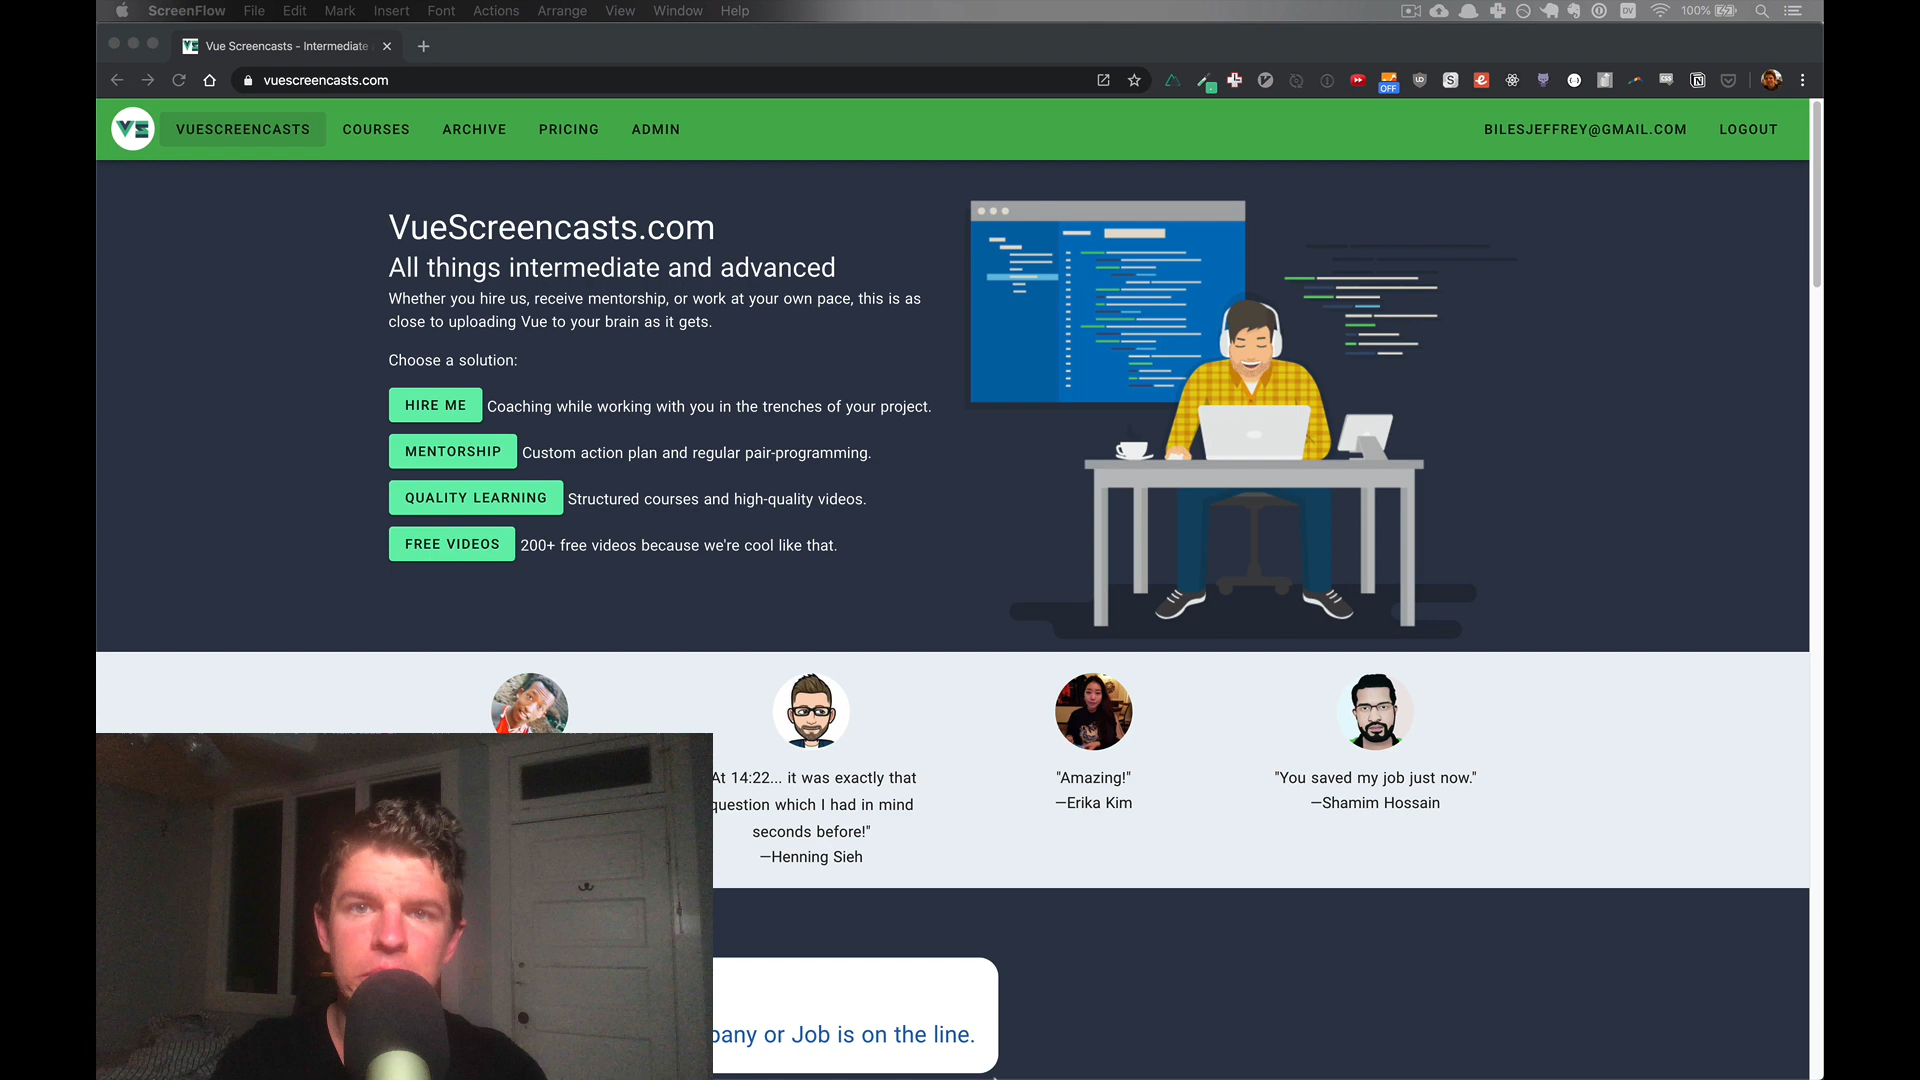 ScreenFlow File Edit Mark Insert Font Actions Arrange View Window Help
DV 100%
VS Vue Screencasts - Intermediate
vuescreencasts.com
OFF
VS VUESCREENCASTS COURSES ARCHIVE PRICING ADMIN BILESJEFFREY@GMAIL.COM LOGOUT
VueScreencasts.com
All things intermediate and advanced
Whether you hire us, receive mentorship, or work at your own pace, this is as
close to uploading Vue to your brain as it gets.
Choose a solution:
HIRE ME Coaching while working with you in the trenches of your project.
MENTORSHIP Custom action plan and regular pair-programming.
QUALITY LEARNING Structured courses and high-quality videos.
FREE VIDEOS 200+ free videos because we're cool like that.
At 14:22... it was exactly that
question which I had in mind
seconds before!"
—Henning Sieh
"Amazing!"
—Erika Kim
"You saved my job just now."
—Shamim Hossain
pany or Job is on the line.